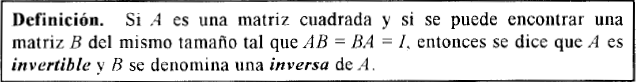 Definición. Si A es una matriz cuadrada y si se puede encontrar una
matriz B del mismo tamaño tal que AB = BA = I, entonces se dice que A es
invertible y B se denomina una inversa de A.